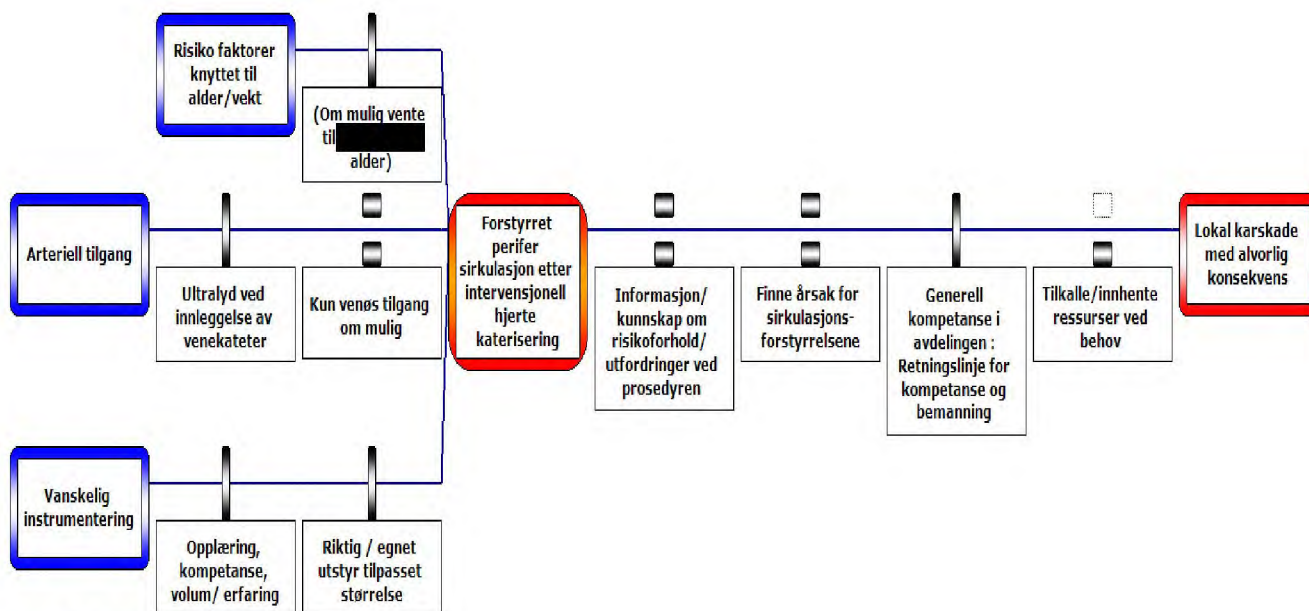 Risiko faktorer
knyttet til
alder/vekt
(Om mulig vente
til
alder)
Arteriell tilgang
Ultralyd ved
innleggelse av
venekateter
Kun venøs tilgang
om mulig
Forstyrret
perifer
sirkulasjon etter
intervensjonell
hjerte
katerisering
Informasjon/
kunnskap om
risikoforhold/
utfordringer ved
prosedyren
Finne årsak for
sirkulasjons-
forstyrrelsene
Generell
kompetanse i
avdelingen :
Retningslinje for
kompetanse og
bemanning
Tilkalle/innhente
ressurser ved
behov
Lokal karskade
med alvorlig
konsekvens
Vanskelig
instrumentering
Opplæring,
kompetanse,
volum/ erfaring
Riktig / egnet
utstyr tilpasset
størrelse